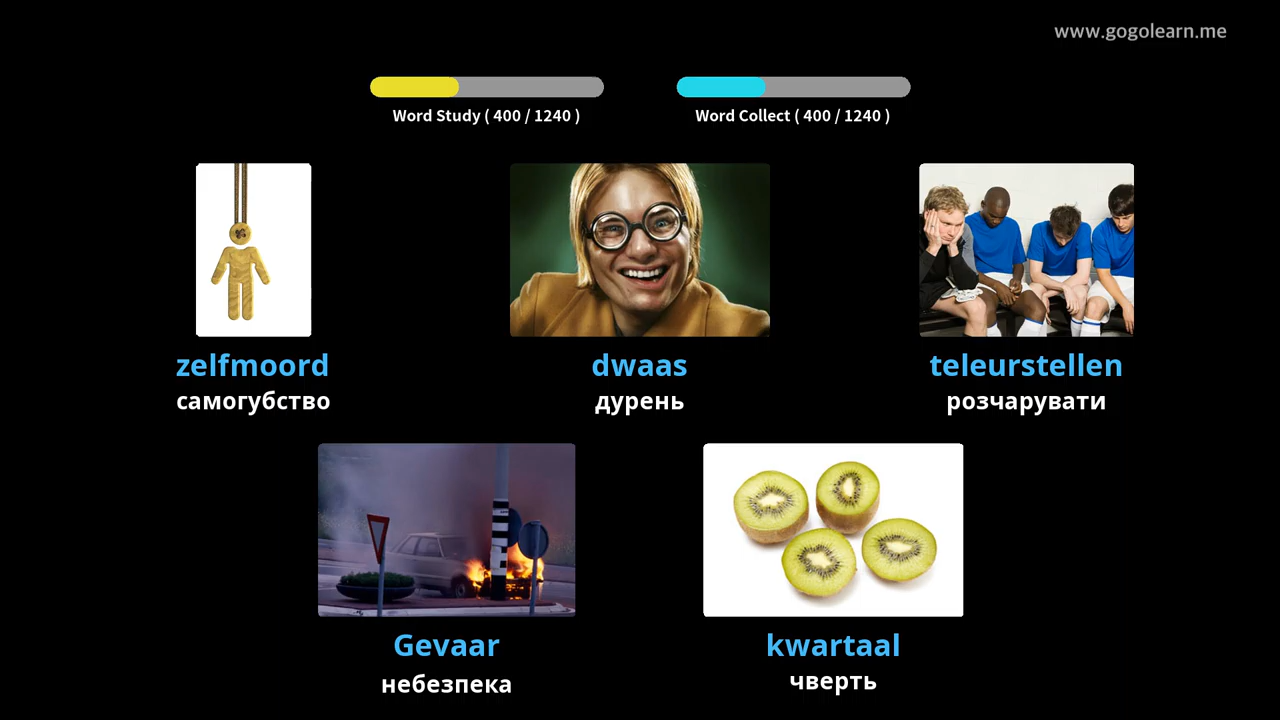 www.gogolearn.me
Word Study ( 400 / 1240 )
Word Collect ( 400 / 1240 )
zelfmoord
самогубство
dwaas
дурень
teleurstellen
розчарувати
Gevaar
небезпека
kwartaal
чверть